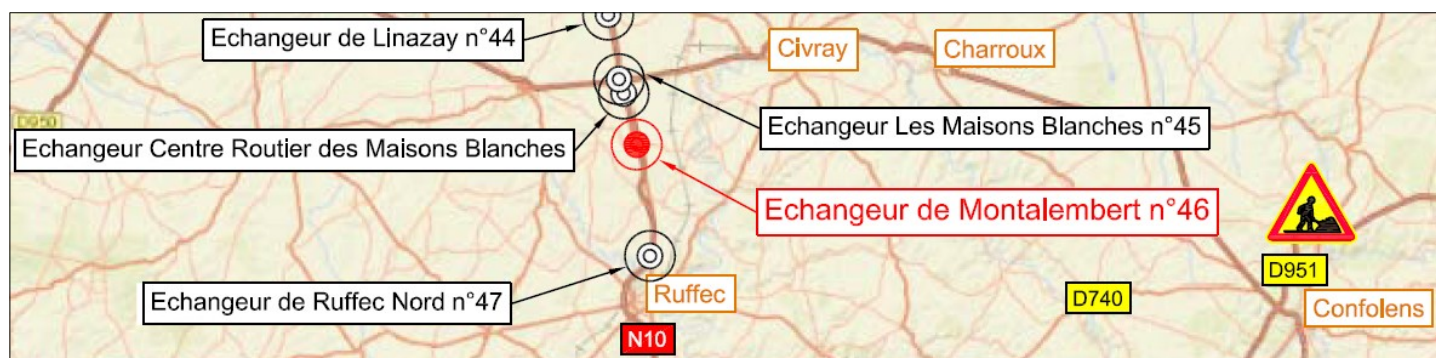 Echangeur de Linazay n°44
Civray
Charroux
D950
Echangeur Les Maisons Blanches n°45
Echangeur Centre Routier des Maisons Blanches
Echangeur de Montalembert n°46
D951
Echangeur de Ruffec Nord n°47
Ruffec
D740
Confolens
N10